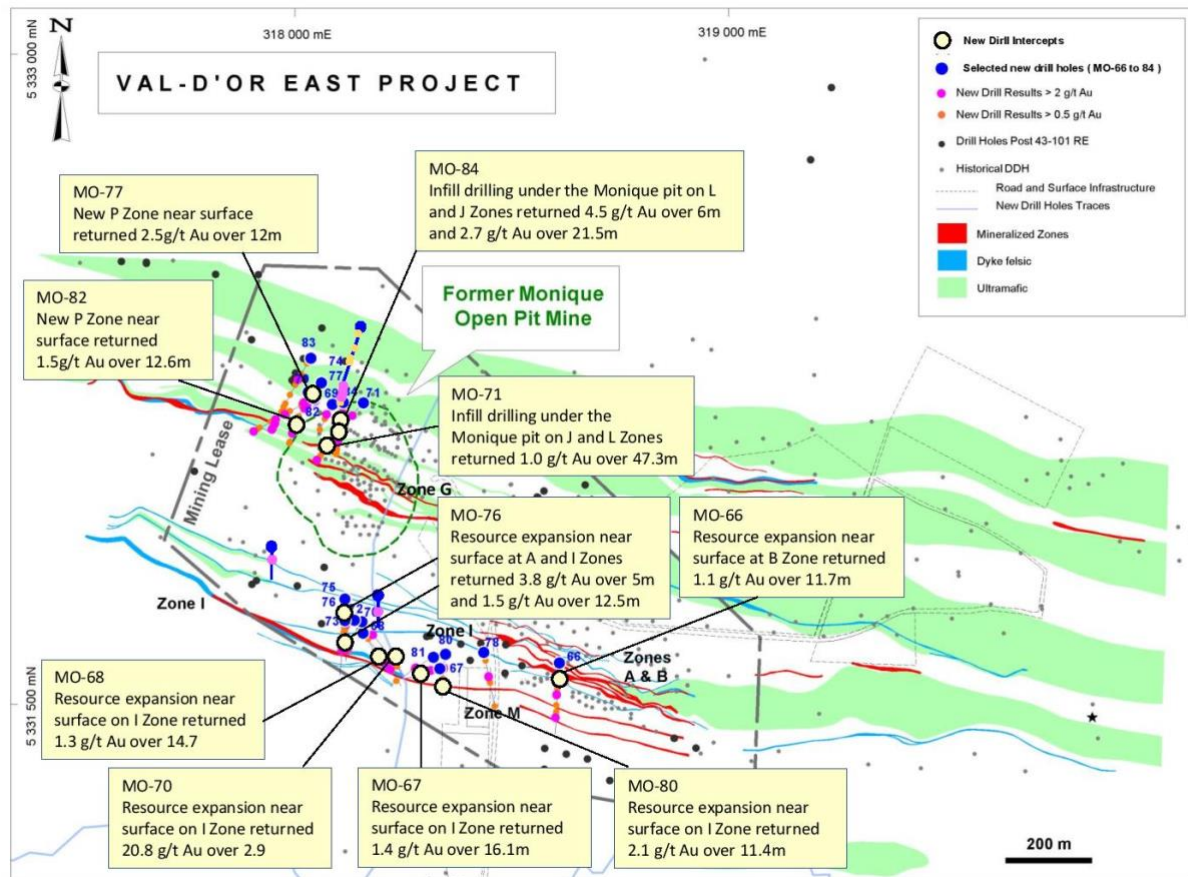 318 000 mE
319 000 mE
5 333 000 mN
N
VAL-D'OR EAST PROJECT
New Dirll Intercepts
Selected new drill holes ( MO-66 to 84 )
New Drill Results > 2 g/t Au
New Drill Results > 0.5 g/t Au
Drill Holes Post 43-101 RE
Historical DDH
Road and Surface Infrastructure
New Drill Holes Traces
Mineralized Zones
Dyke felsic
Ultramafic
MO-84
Infill drilling under the Monique pit on L
and J Zones returned 4.5 g/t Au over 6m
and 2.7 g/t Au over 21.5m
MO-77
New P Zone near surface
returned 2.5g/t Au over 12m
MO-82
New P Zone near
surface returned
1.5g/t Au over 12.6m
Former Monique
Open Pit Mine
83
74
77
69
71
82
MO-71
Infill drilling under the
Monique pit on J and L Zones
returned 1.0 g/t Au over 47.3m
Mining Lease
Zone G
MO-76
Resource expansion near
surface at A and I Zones
returned 3.8 g/t Au over 5m
and 1.5 g/t Au over 12.5m
MO-66
Resource expansion near
surface at B Zone returned
1.1 g/t Au over 11.7m
Zone I
75
76
73
Zone I
81
80
78
67
66
Zones
A & B
Zone M
5 331 500 mN
MO-68
Resource expansion near
surface on I Zone returned
1.3 g/t Au over 14.7
MO-70
Resource expansion near
surface on I Zone returned
20.8 g/t Au over 2.9
MO-67
Resource expansion near
surface on I Zone returned
1.4 g/t Au over 16.1m
MO-80
Resource expansion near
surface on I Zone returned
2.1 g/t Au over 11.4m
200 m